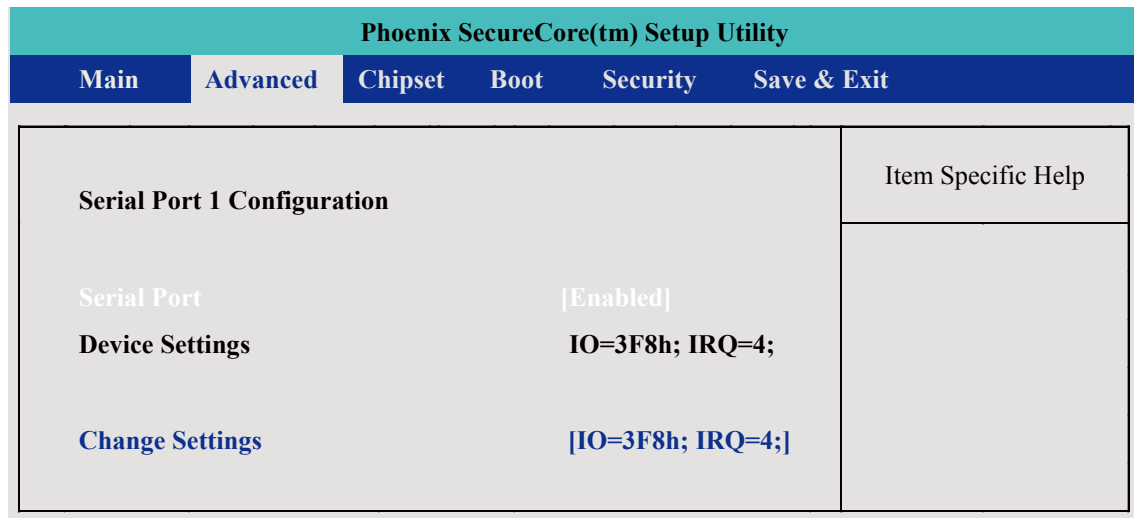 Phoenix SecureCore(tm) Setup Utility
Main Advanced Chipset Boot Security Save & Exit
Serial Port 1 Configuration
Item Specific Help
Serial Port [Enabled]
Device Settings IO=3F8h; IRQ=4;
Change Settings [IO=3F8h; IRQ=4;]